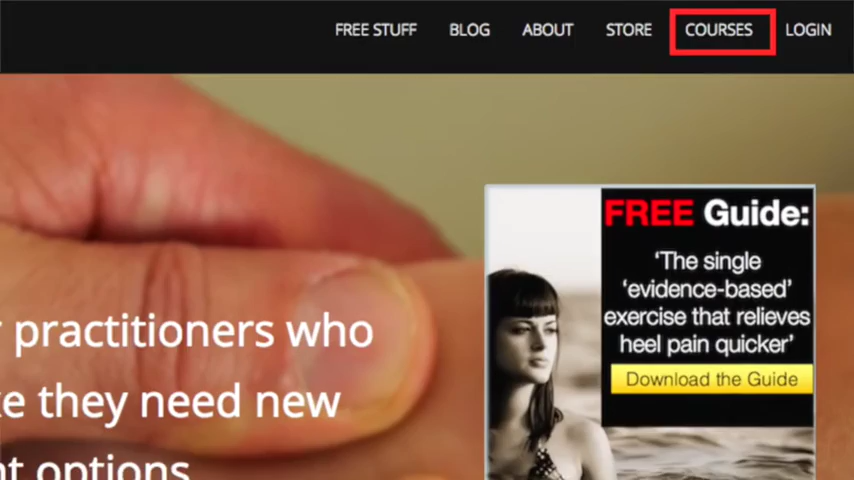 FREE STUFF BLOG ABOUT STORE COURSES LOGIN
FREE Guide:
‘The single
‘evidence-based’
exercise that relieves
heel pain quicker’
Download the Guide
practitioners who
they need new
options